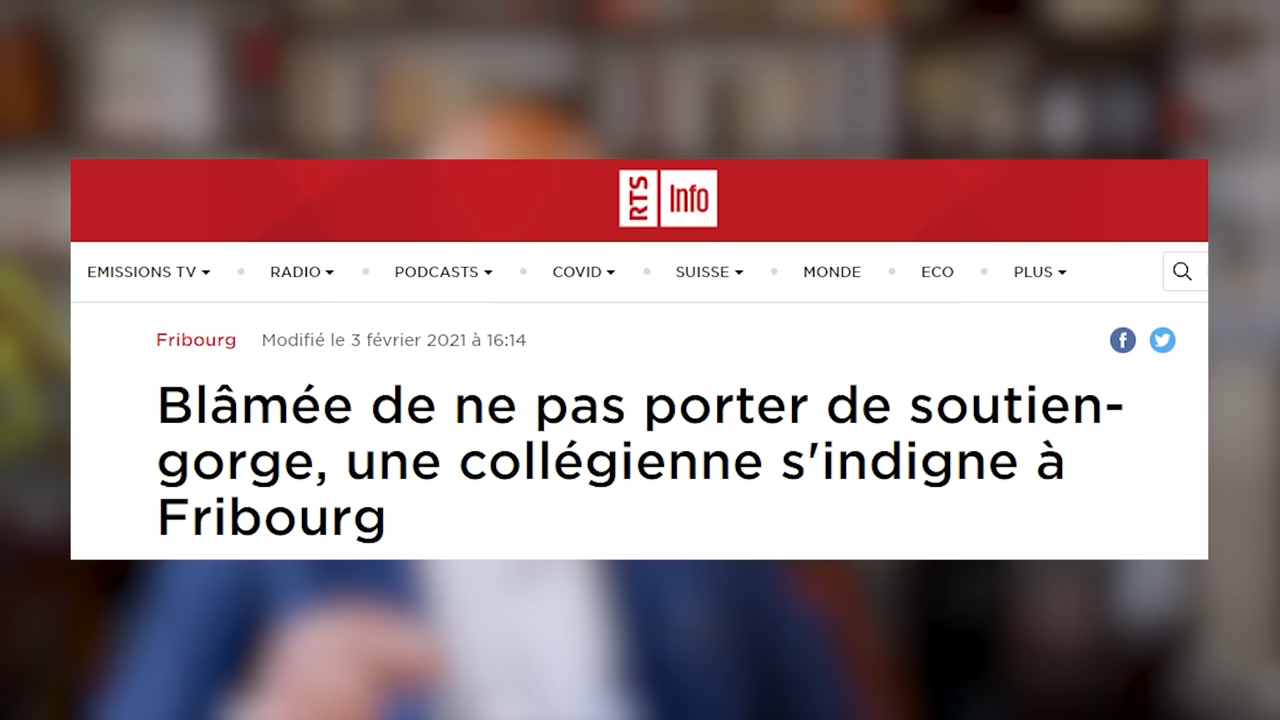 RTS Info
EMISSIONS TV RADIO PODCASTS COVID SUISSE MONDE ECO PLUS
Fribourg Modifié le 3 février 2021 à 16:14
Blâmée de ne pas porter de soutien-
gorge, une collégienne s'indigne à
Fribourg